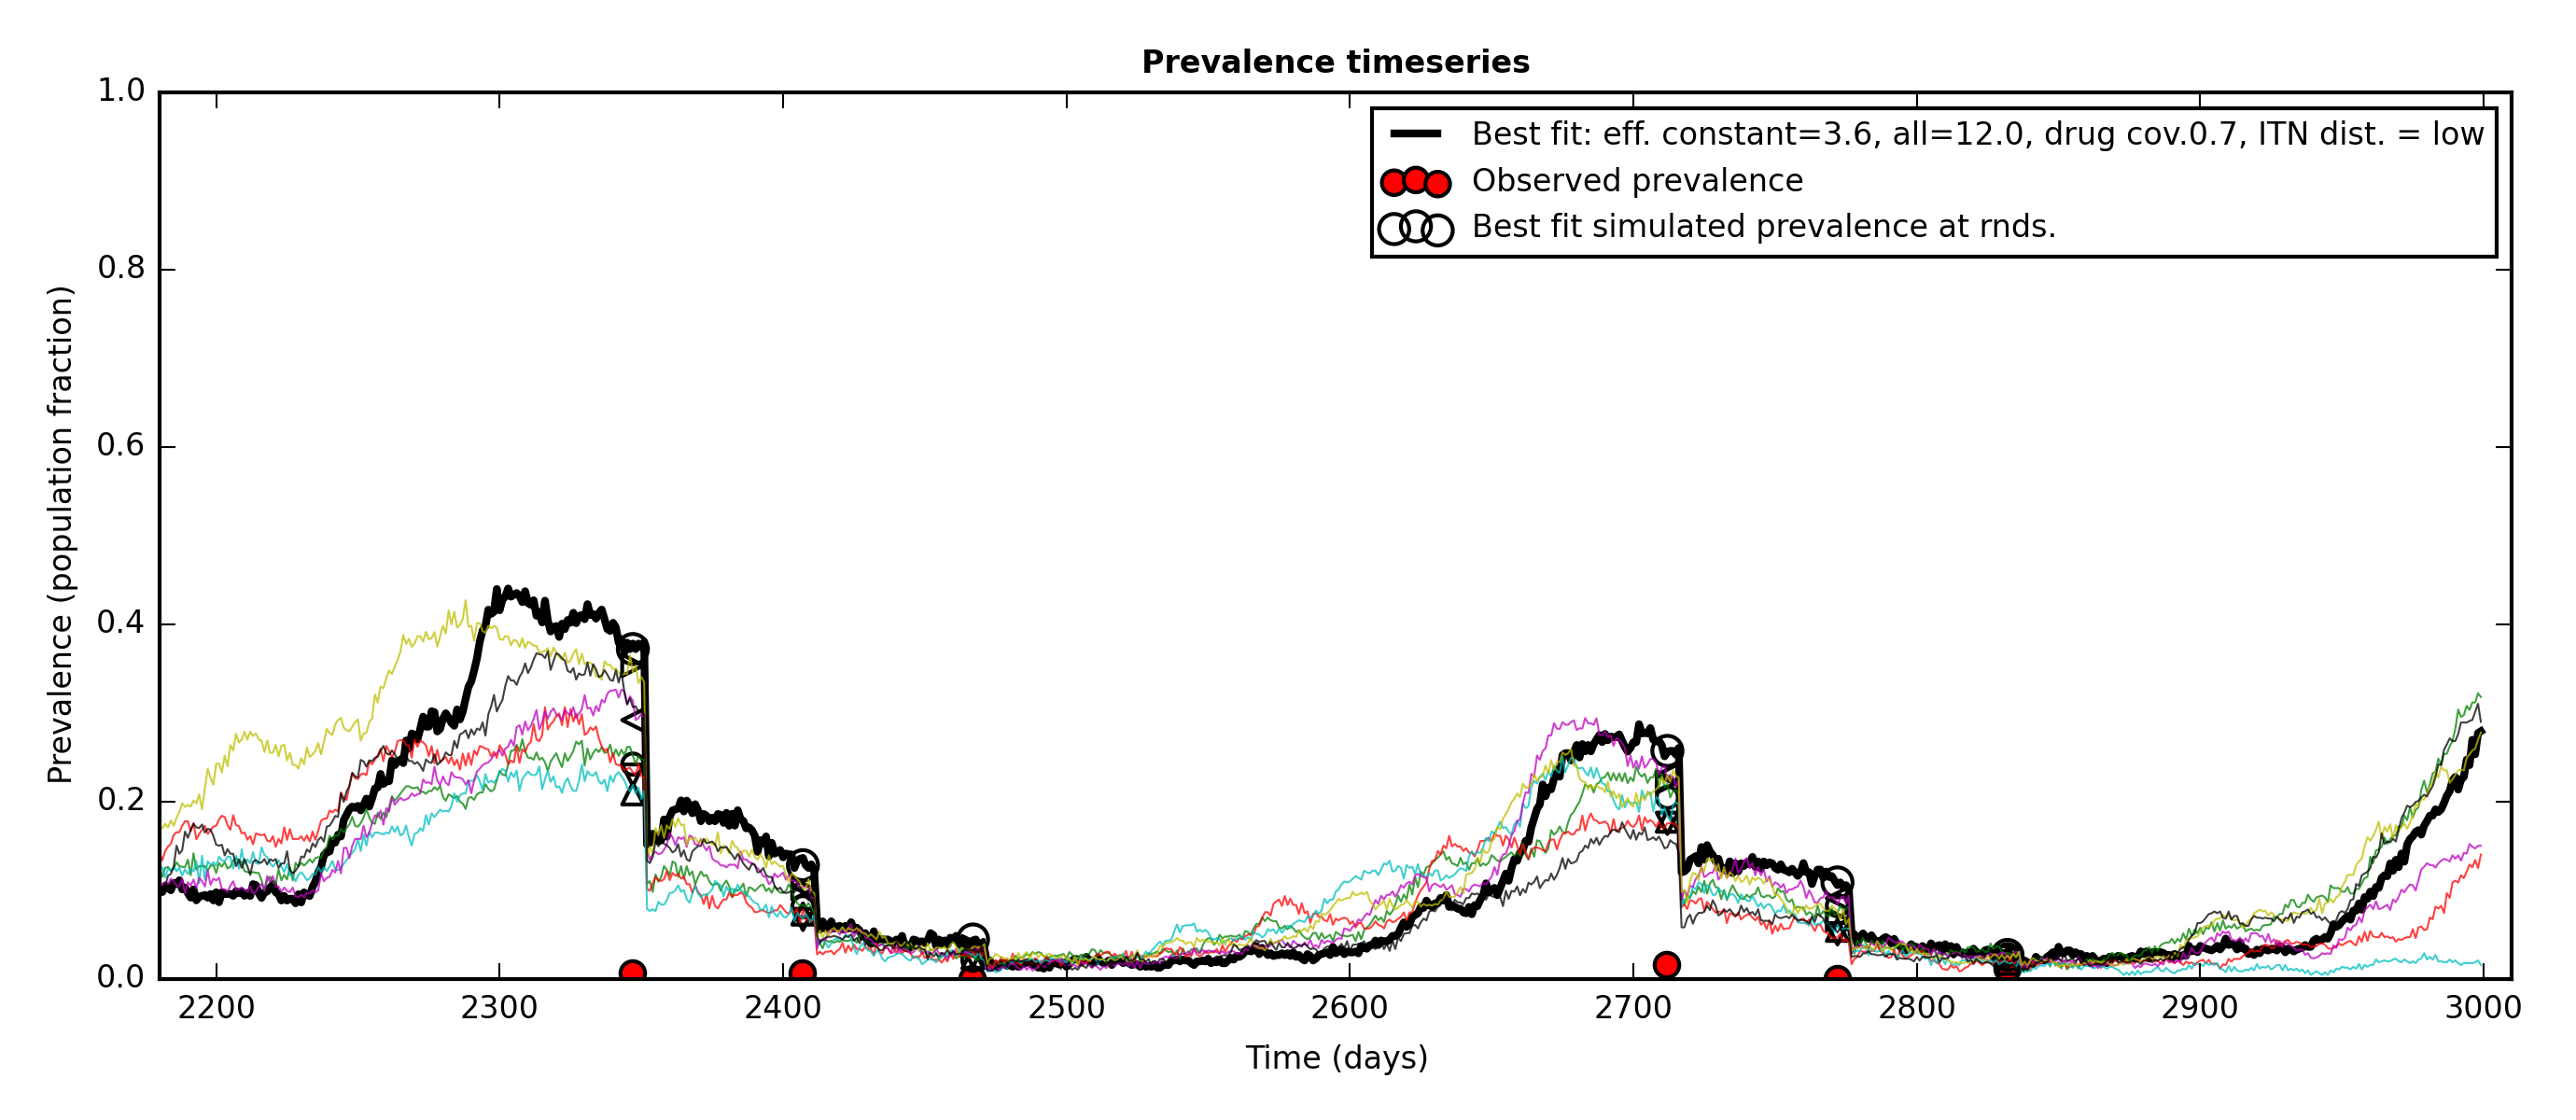 Prevalence timeseries
Best fit: eff. constant=3.6, all=12.0, drug cov.0.7, ITN dist. = low
Observed prevalence
Best fit simulated prevalence at rnds.
Prevalence (population fraction)
1.0
0.8
0.6
0.4
0.2
0.0
2200 2300 2400 2500 2600 2700 2800 2900 3000
Time (days)